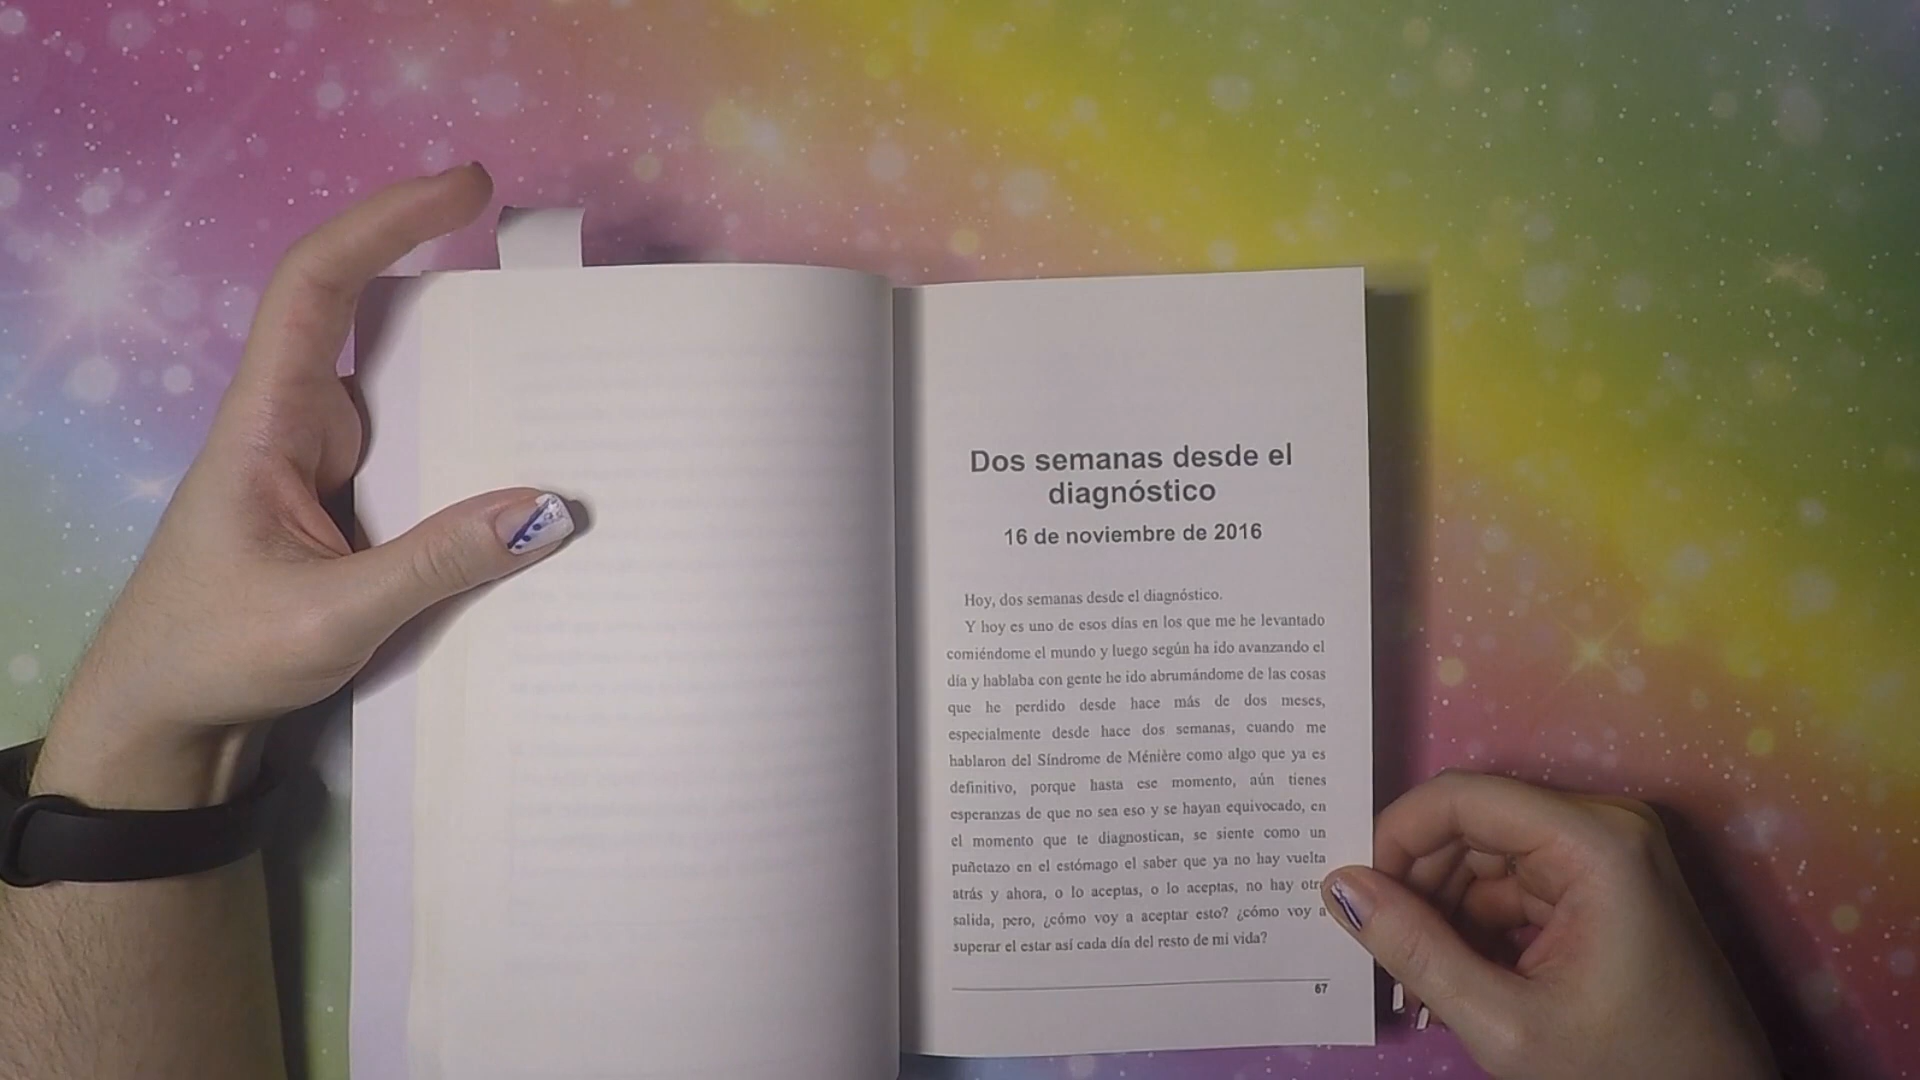 Dos semanas desde el
diagnóstico
16 de noviembre de 2016
Hoy, dos semanas desde el diagnóstico.
Y hoy es uno de esos días en los que me he levantado
comiéndome el mundo y luego según ha ido avanzando el
día y hablaba con gente he ido abrumándome de las cosas
que he perdido desde hace más de dos meses,
especialmente desde hace dos semanas, cuando me
hablaron del Síndrome de Ménière como algo que ya es
definitivo, porque hasta ese momento, aún tienes
esperanzas de que no sea eso y se hayan equivocado, en
el momento que te diagnostican, se siente como un
puñetazo en el estómago el saber que ya no hay vuelta
atrás y ahora, o lo aceptas, o lo aceptas, no hay otra
salida, pero, ¿cómo voy a aceptar esto? ¿cómo voy a
superar el estar así cada día del resto de mi vida?
67